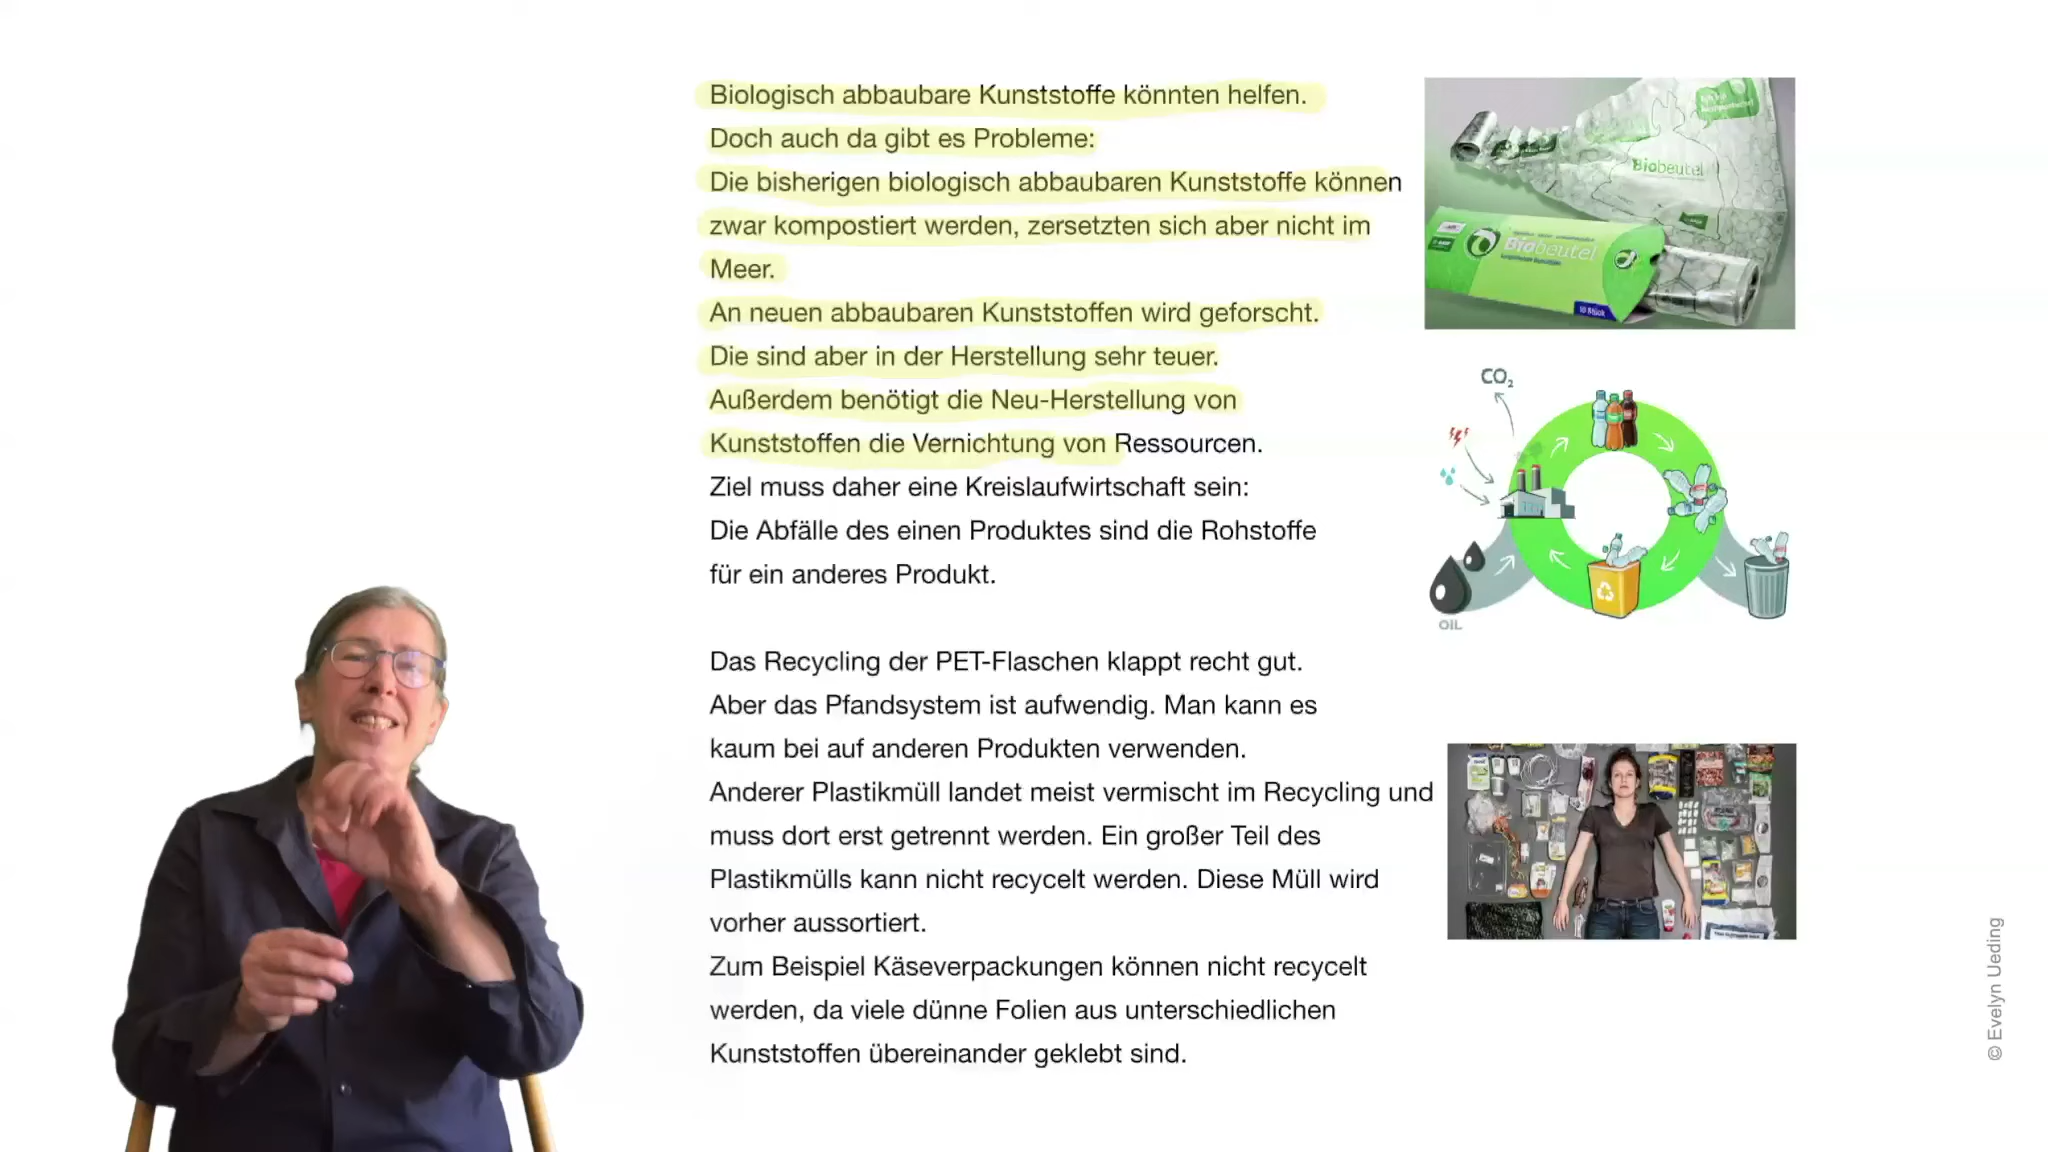 Biologisch abbaubare Kunststoffe könnten helfen.
Doch auch da gibt es Probleme:
Die bisherigen biologisch abbaubaren Kunststoffe können
zwar kompostiert werden, zersetzten sich aber nicht im
Meer.
An neuen abbaubaren Kunststoffen wird geforscht.
Die sind aber in der Herstellung sehr teuer.
Außerdem benötigt die Neu-Herstellung von
Kunststoffen die Vernichtung von Ressourcen.
Ziel muss daher eine Kreislaufwirtschaft sein:
Die Abfälle des einen Produktes sind die Rohstoffe
für ein anderes Produkt.
Das Recycling der PET-Flaschen klappt recht gut.
Aber das Pfandsystem ist aufwendig. Man kann es
kaum bei auf anderen Produkten verwenden.
Anderer Plastikmüll landet meist vermischt im Recycling und
muss dort erst getrennt werden. Ein großer Teil des
Plastikmülls kann nicht recycelt werden. Diese Müll wird
vorher aussortiert.
Zum Beispiel Käseverpackungen können nicht recycelt
werden, da viele dünne Folien aus unterschiedlichen
Kunststoffen übereinander geklebt sind.
Biobeutel
Biobeutel
10 Stück
CO₂
OIL
© Evelyn Ueding